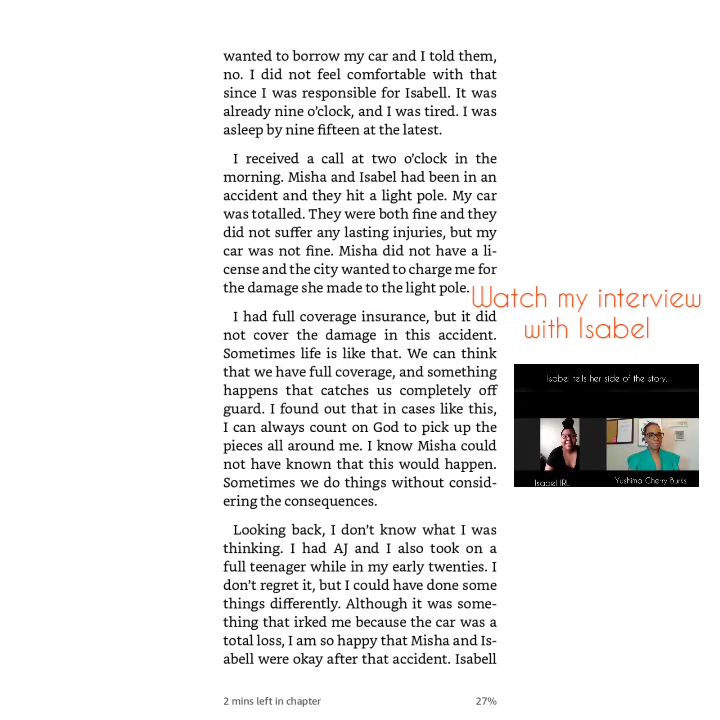 wanted to borrow my car and I told them,
no. I did not feel comfortable with that
since I was responsible for Isabell. It was
already nine o’clock, and I was tired. I was
asleep by nine fifteen at the latest.
I received a call at two o’clock in the
morning. Misha and Isabel had been in an
accident and they hit a light pole. My car
was totalled. They were both fine and they
did not suffer any lasting injuries, but my
car was not fine. Misha did not have a li-
cense and the city wanted to charge me for
the damage she made to the light pole.
I had full coverage insurance, but it did
not cover the damage in this accident.
Sometimes life is like that. We can think
that we have full coverage, and something
happens that catches us completely off
guard. I found out that in cases like this,
I can always count on God to pick up the
pieces all around me. I know Misha could
not have known that this would happen.
Sometimes we do things without consid-
ering the consequences.
Looking back, I don’t know what I was
thinking. I had AJ and I also took on a
full teenager while in my early twenties. I
don’t regret it, but I could have done some
things differently. Although it was some-
thing that irked me because the car was a
total loss, I am so happy that Misha and Is-
abell were okay after that accident. Isabell
2 mins left in chapter
27%
Watch my interview
with Isabel
Isabel tells her side of the story.
Isabel IRL
Yushima Cherry Burks